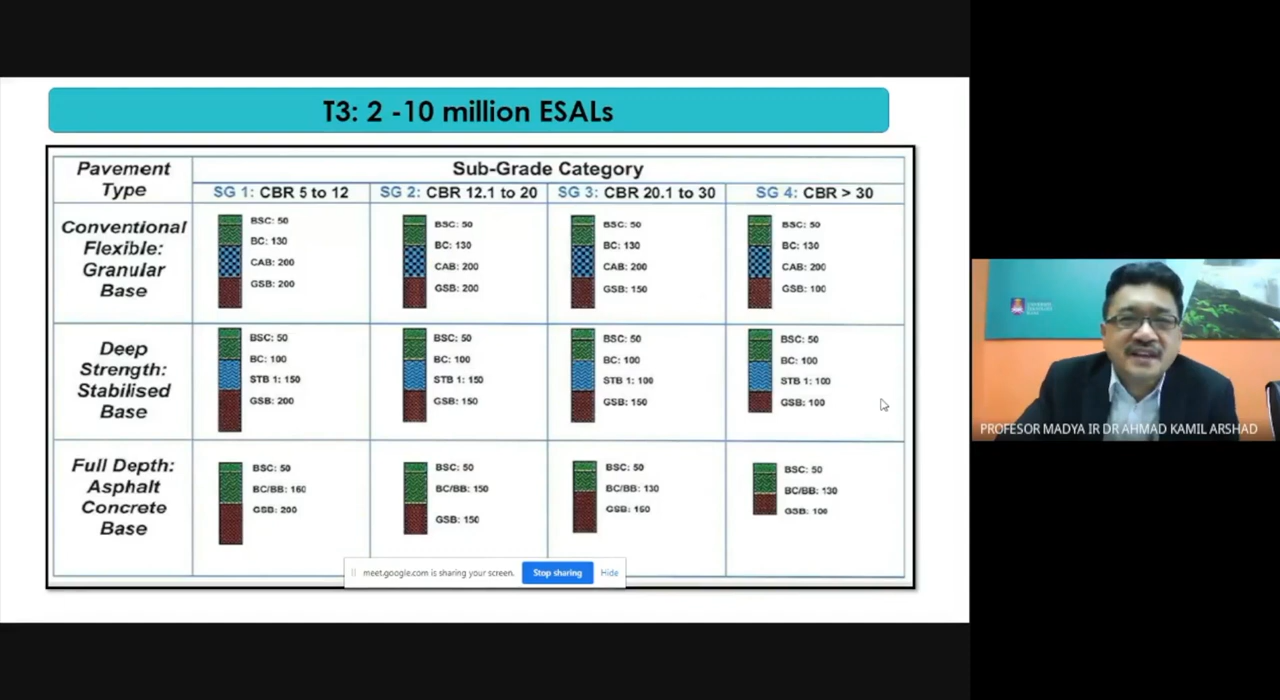 T3: 2 -10 million ESALs
Pavement Type
Sub-Grade Category
SG 1: CBR 5 to 12
SG 2: CBR 12.1 to 20
SG 3: CBR 20.1 to 30
SG 4: CBR > 30
Conventional
Flexible:
Granular
Base
BSC: 50
BC: 130
CAB: 200
GSB: 200
BSC: 50
BC: 130
CAB: 200
GSB: 200
BSC: 50
BC: 130
CAB: 200
GSB: 150
BSC: 50
BC: 130
CAB: 200
GSB: 100
Deep
Strength:
Stabilised
Base
BSC: 50
BC: 100
STB 1: 150
GSB: 200
BSC: 50
BC: 100
STB 1: 150
GSB: 150
BSC: 50
BC: 100
STB 1: 100
GSB: 150
BSC: 50
BC: 100
STB 1: 100
GSB: 100
Full Depth:
Asphalt
Concrete
Base
BSC: 50
BC/BB: 160
GSB: 200
BSC: 50
BC/BB: 150
GSB: 150
BSC: 50
BC/BB: 130
GSB: 150
BSC: 50
BC/BB: 130
GSB: 100
meet.google.com is sharing your screen.
Stop sharing
Hide
PROFESOR MADYA IR DR AHMAD KAMIL ARSHAD